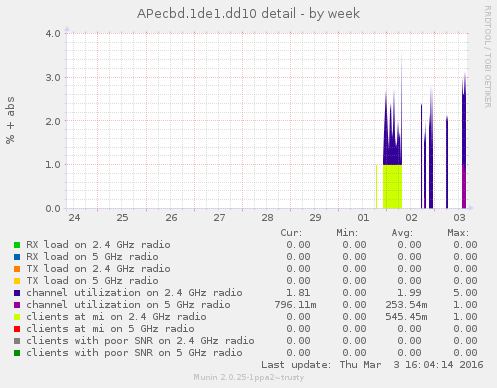 APecbd.1de1.dd10 detail - by week
RRDTOOL / TOBI OETIKER
% + abs
4.0
3.0
2.0
1.0
0.0
24 25 26 27 28 29 01 02 03
Cur: Min: Avg: Max:
RX load on 2.4 GHz radio 0.00 0.00 0.00 0.00
RX load on 5 GHz radio 0.00 0.00 0.00 0.00
TX load on 2.4 GHz radio 0.00 0.00 0.00 0.00
TX load on 5 GHz radio 0.00 0.00 0.00 0.00
channel utilization on 2.4 GHz radio 1.81 0.00 1.99 5.00
channel utilization on 5 GHz radio 796.11m 0.00 253.54m 1.00
clients at mi on 2.4 GHz radio 0.00 0.00 545.45m 1.00
clients at mi on 5 GHz radio 0.00 0.00 0.00 0.00
clients with poor SNR on 2.4 GHz radio 0.00 0.00 0.00 0.00
clients with poor SNR on 5 GHz radio 0.00 0.00 0.00 0.00
Last update: Thu Mar 3 16:04:14 2016
Munin 2.0.25-1ppa2~trusty